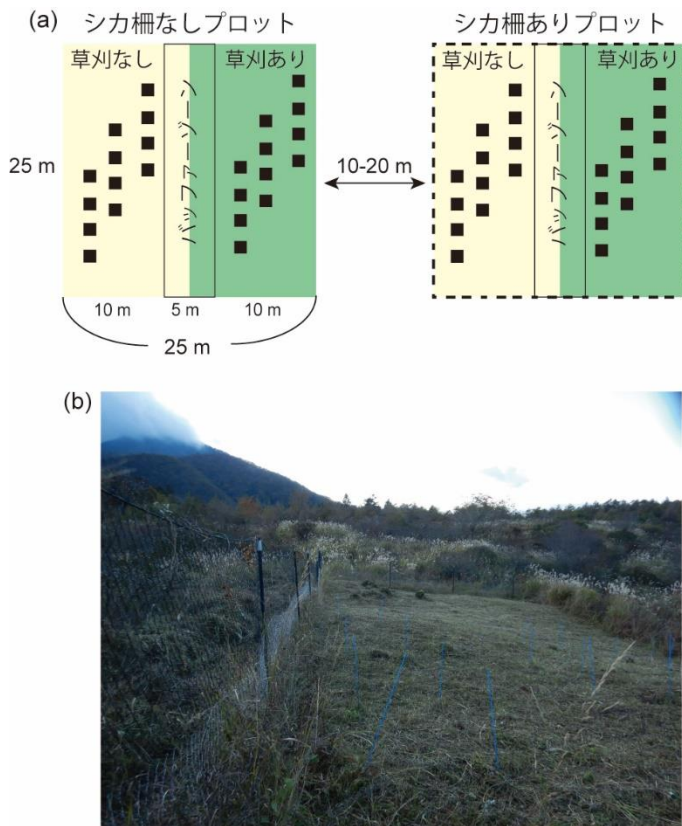 (a)
シカ柵なしプロット
シカ柵ありプロット
草刈なし
草刈あり
草刈なし
草刈あり
バッファーゾーン
バッファーゾーン
25 m
10-20 m
10 m
5 m
10 m
25 m
(b)